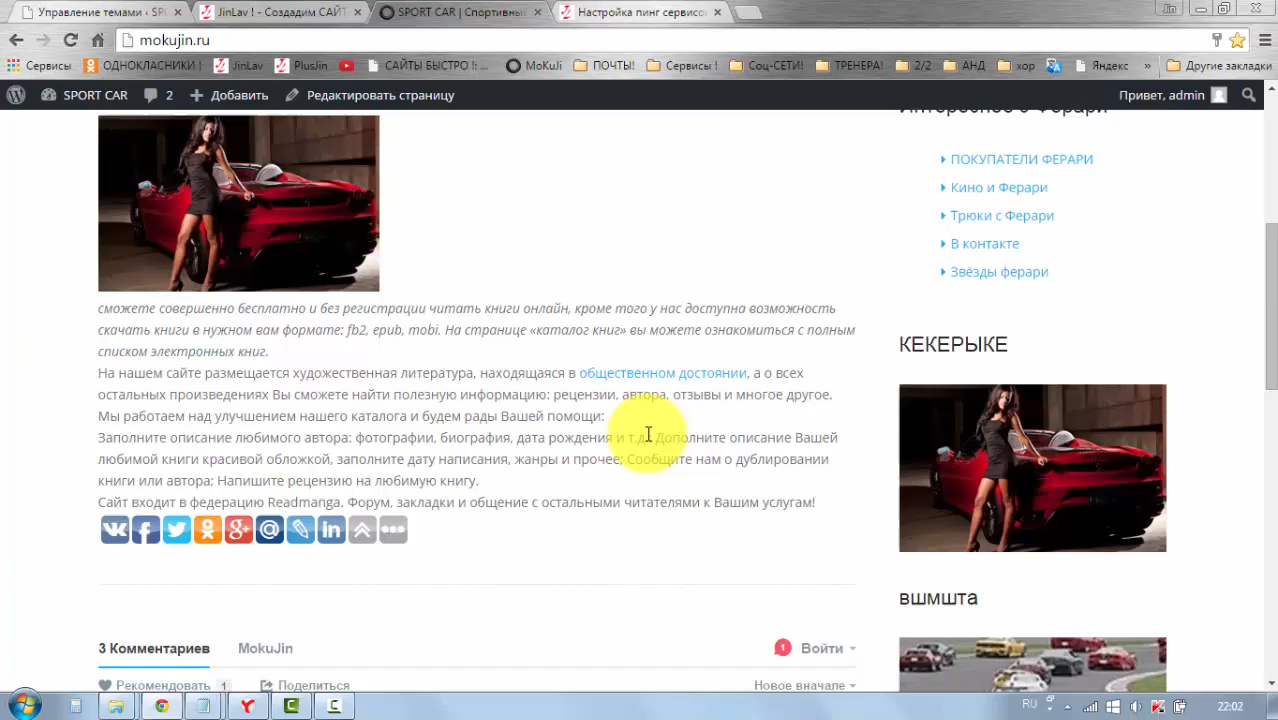 Управление темами ‹ SPO
JinLav ! - Создадим САЙТ
SPORT CAR | Спортивны
Настройка пинг сервисо
mokujin.ru
Сервисы
ОДНОКЛАСНИКИ !
JinLav
PlusJin
САЙТЫ БЫСТРО !: ...
MoKuJi
ПОЧТЫ!
Сервисы !
Соц-СЕТИ!
ТРЕНЕРА!
2/2
АНД
хор
Яндекс
»
Другие закладки
SPORT CAR
2
Добавить
Редактировать страницу
Привет, admin
ПОКУПАТЕЛИ ФЕРАРИ
Кино и Ферари
Трюки с Ферари
В контакте
Звёзды ферари
сможете совершенно бесплатно и без регистрации читать книги онлайн, кроме того у нас доступна возможность
скачать книги в нужном вам формате: fb2, epub, mobi. На странице «каталог книг» вы можете ознакомиться с полным
списком электронных книг.
На нашем сайте размещается художественная литература, находящаяся в общественном достоянии, а о всех
остальных произведениях Вы сможете найти полезную информацию: рецензии, автора, отзывы и многое другое.
Мы работаем над улучшением нашего каталога и будем рады Вашей помощи:
Заполните описание любимого автора: фотографии, биография, дата рождения и т.д. Дополните описание Вашей
любимой книги красивой обложкой, заполните дату написания, жанры и прочее; Сообщите нам о дублировании
книги или автора; Напишите рецензию на любимую книгу.
Сайт входит в федерацию Readmanga. Форум, закладки и общение с остальными читателями к Вашим услугам!
КЕКЕРЫКЕ
вшмшта
3 Комментариев
MokuJin
1
Войти
Рекомендовать 1
Поделиться
Новое вначале
RU
22:02